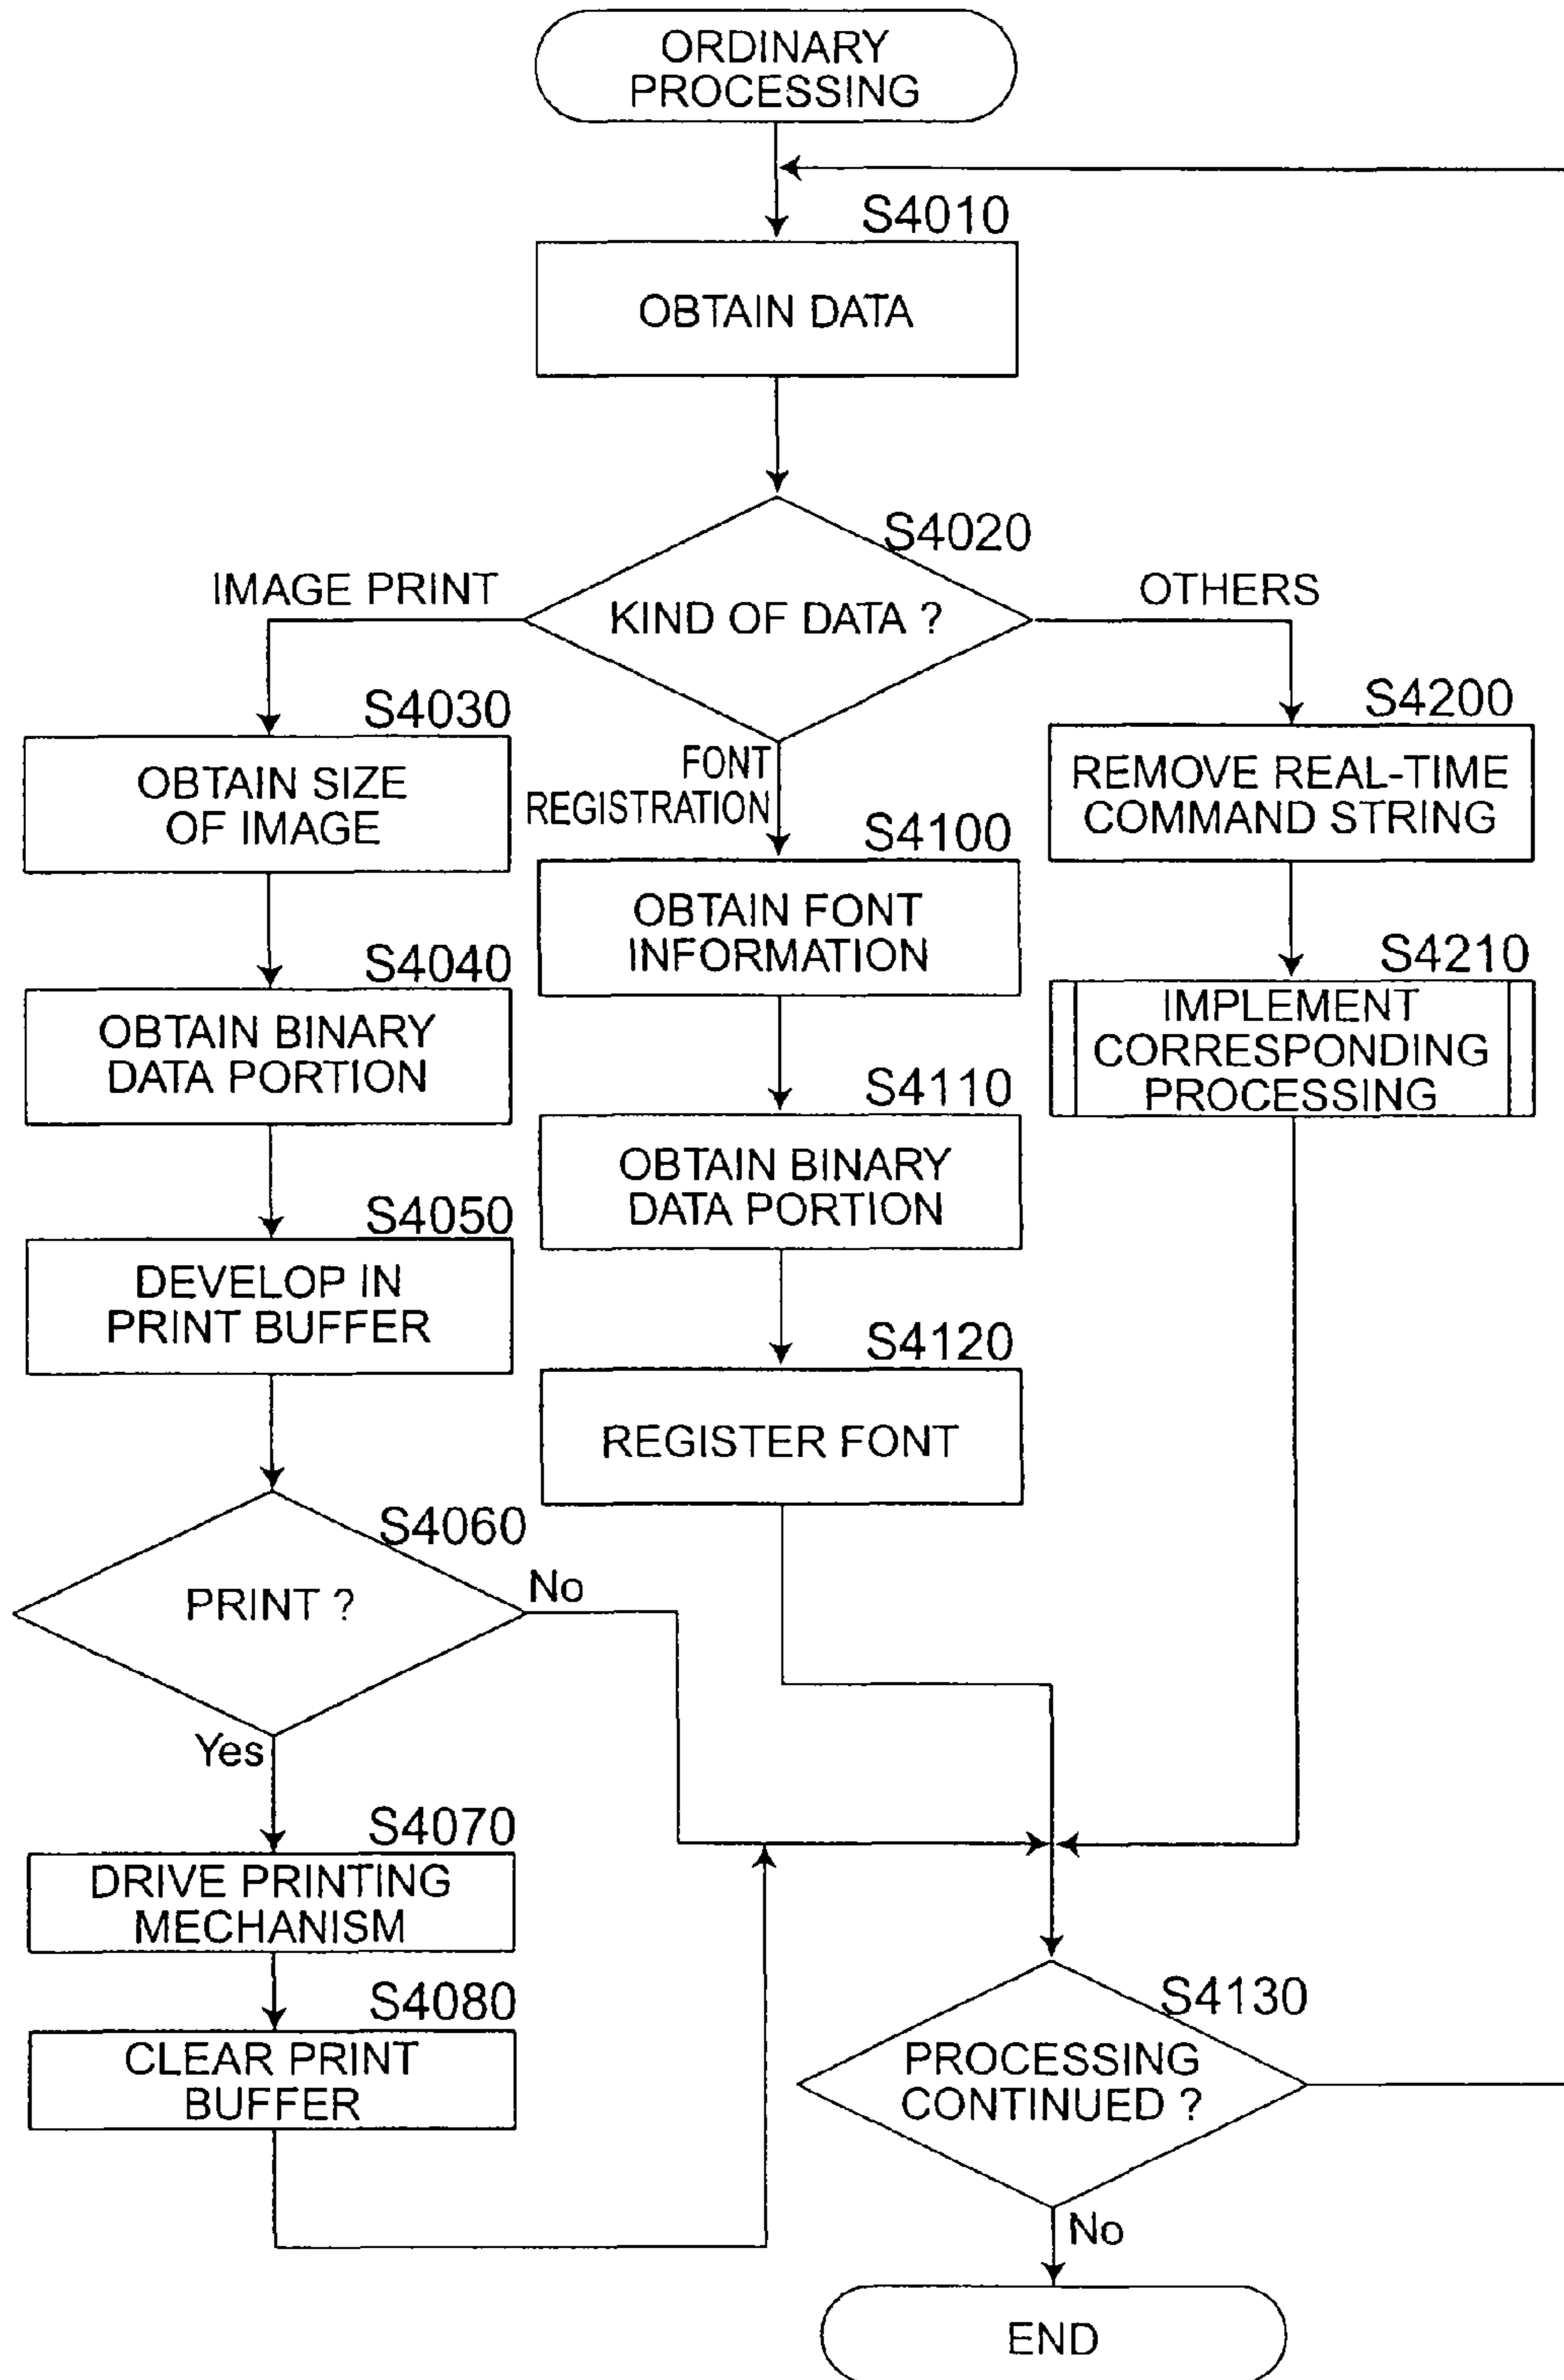 ORDINARY
PROCESSING
S4010
OBTAIN DATA
S4020
KIND OF DATA ?
IMAGE PRINT
OTHERS
FONT
REGISTRATION
S4030
OBTAIN SIZE
OF IMAGE
S4040
OBTAIN BINARY
DATA PORTION
S4050
DEVELOP IN
PRINT BUFFER
S4060
PRINT ?
No
Yes
S4070
DRIVE PRINTING
MECHANISM
S4080
CLEAR PRINT
BUFFER
S4100
OBTAIN FONT
INFORMATION
S4110
OBTAIN BINARY
DATA PORTION
S4120
REGISTER FONT
S4200
REMOVE REAL-TIME
COMMAND STRING
S4210
IMPLEMENT
CORRESPONDING
PROCESSING
S4130
PROCESSING
CONTINUED ?
No
END